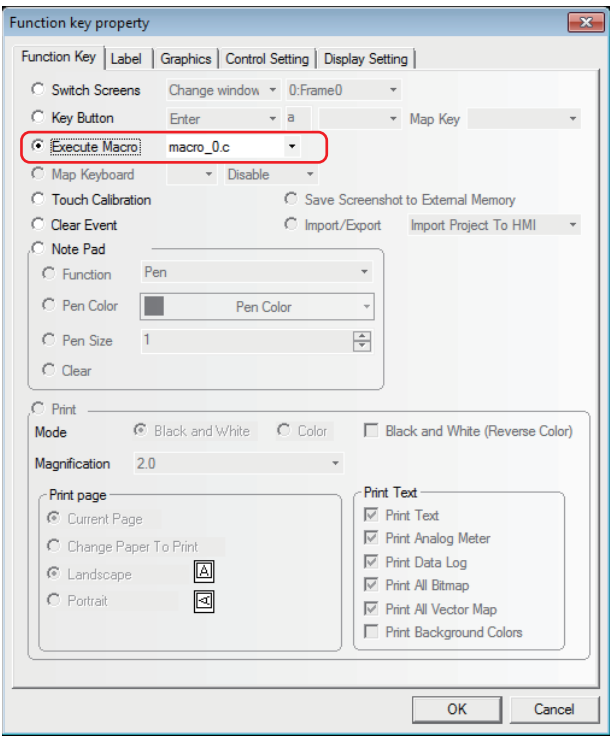 Function key property
Function Key Label Graphics Control Setting Display Setting
Switch Screens Change window 0:Frame0
Key Button Enter a Map Key
Execute Macro macro_0.c
Map Keyboard Disable
Touch Calibration Save Screenshot to External Memory
Clear Event Import/Export Import Project To HMI
Note Pad
Function Pen
Pen Color Pen Color
Pen Size 1
Clear
Print
Mode Black and White Color Black and White (Reverse Color)
Magnification 2.0
Print page
Current Page
Change Paper To Print
Landscape A
Portrait A
Print Text
Print Text
Print Analog Meter
Print Data Log
Print All Bitmap
Print All Vector Map
Print Background Colors
OK Cancel